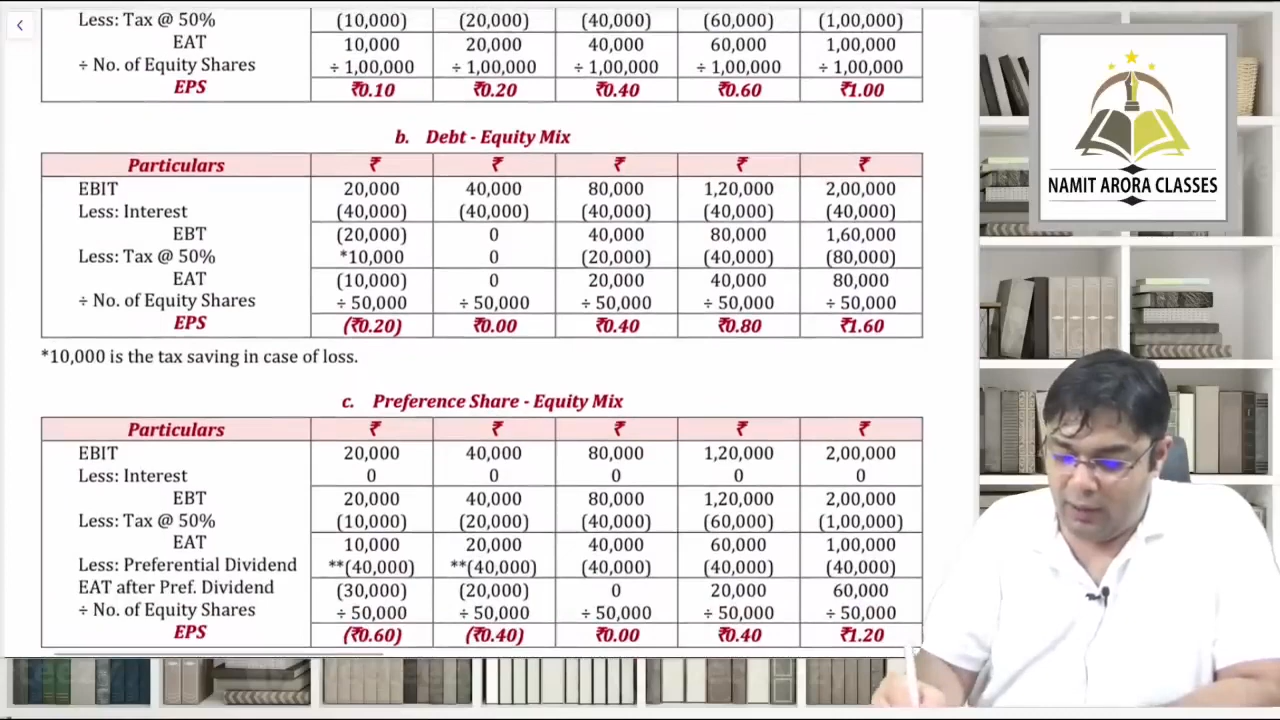 Less: Tax @ 50% (10,000) (20,000) (40,000) (60,000) (1,00,000)
EAT 10,000 20,000 40,000 60,000 1,00,000
÷ No. of Equity Shares ÷ 1,00,000 ÷ 1,00,000 ÷ 1,00,000 ÷ 1,00,000 ÷ 1,00,000
EPS ₹0.10 ₹0.20 ₹0.40 ₹0.60 ₹1.00
b. Debt - Equity Mix
Particulars ₹ ₹ ₹ ₹ ₹
EBIT 20,000 40,000 80,000 1,20,000 2,00,000
Less: Interest (40,000) (40,000) (40,000) (40,000) (40,000)
EBT (20,000) 0 40,000 80,000 1,60,000
Less: Tax @ 50% *10,000 0 (20,000) (40,000) (80,000)
EAT (10,000) 0 20,000 40,000 80,000
÷ No. of Equity Shares ÷ 50,000 ÷ 50,000 ÷ 50,000 ÷ 50,000 ÷ 50,000
EPS (₹0.20) ₹0.00 ₹0.40 ₹0.80 ₹1.60
*10,000 is the tax saving in case of loss.
c. Preference Share - Equity Mix
Particulars ₹ ₹ ₹ ₹ ₹
EBIT 20,000 40,000 80,000 1,20,000 2,00,000
Less: Interest 0 0 0 0 0
EBT 20,000 40,000 80,000 1,20,000 2,00,000
Less: Tax @ 50% (10,000) (20,000) (40,000) (60,000) (1,00,000)
EAT 10,000 20,000 40,000 60,000 1,00,000
Less: Preferential Dividend **(40,000) **(40,000) (40,000) (40,000) (40,000)
EAT after Pref. Dividend (30,000) (20,000) 0 20,000 60,000
÷ No. of Equity Shares ÷ 50,000 ÷ 50,000 ÷ 50,000 ÷ 50,000 ÷ 50,000
EPS (₹0.60) (₹0.40) ₹0.00 ₹0.40 ₹1.20
NAMIT ARORA CLASSES